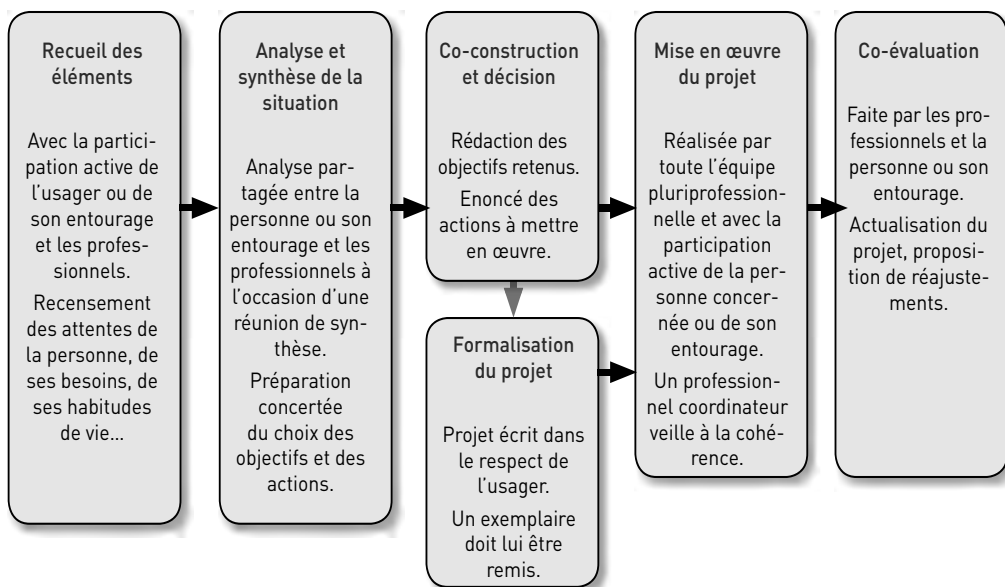 Recueil des
éléments
Avec la partici-
pation active de
l’usager ou de
son entourage
et les profes-
sionnels.
Recensement
des attentes de
la personne, de
ses besoins, de
ses habitudes
de vie…
Analyse et
synthèse de la
situation
Analyse par-
tagée entre la
personne ou son
entourage et les
professionnels à
l’occasion d’une
réunion de syn-
thèse.
Préparation
concertée
du choix des
objectifs et des
actions.
Co-construction
et décision
Rédaction des
objectifs retenus.
Enoncé des
actions à mettre
en œuvre.
Formalisation
du projet
Projet écrit dans
le respect de
l’usager.
Un exemplaire
doit lui être
remis.
Mise en œuvre
du projet
Réalisée par
toute l’équipe
pluriprofession-
nelle et avec la
participation
active de la per-
sonne concer-
née ou de son
entourage.
Un profession-
nel coordinateur
veille à la cohé-
rence.
Co-évaluation
Faite par les pro-
fessionnels et la
personne ou son
entourage.
Actualisation du
projet, proposi-
tion de réajuste-
ments.